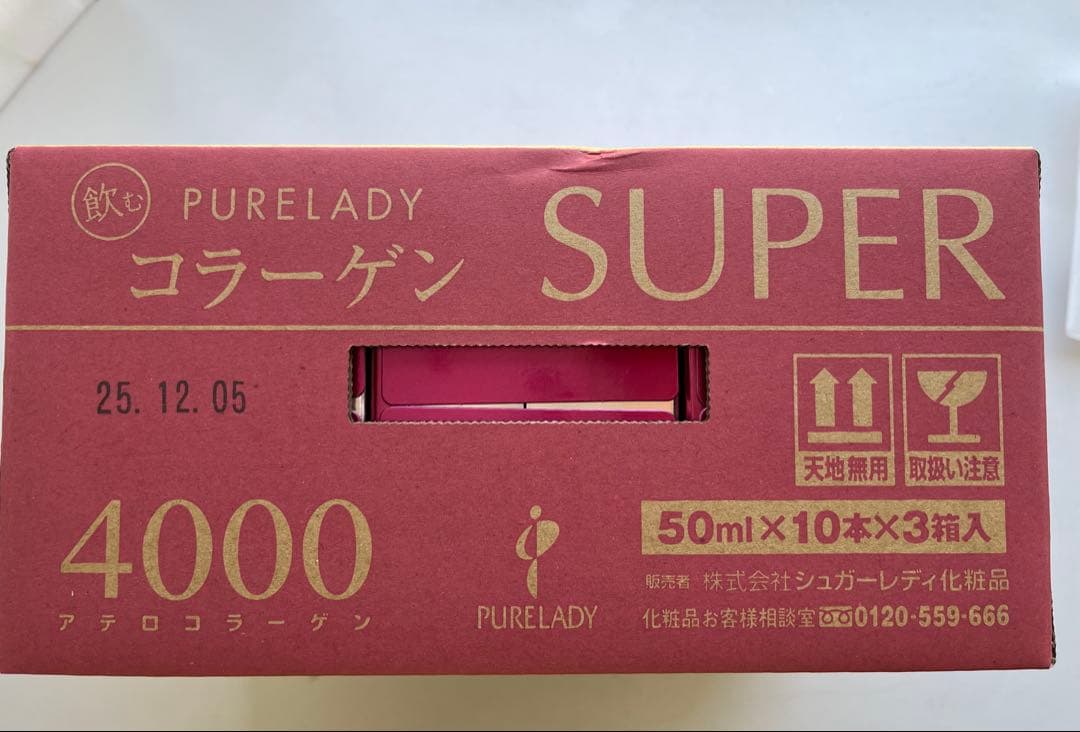 飲む PURELADY
コラーゲン
SUPER
25. 12. 05
天地無用
取扱い注意
4000
アテロコラーゲン
PURELADY
50ml×10本×3箱入
販売者 株式会社シュガーレディ化粧品
化粧品お客様相談室 0120-559-666